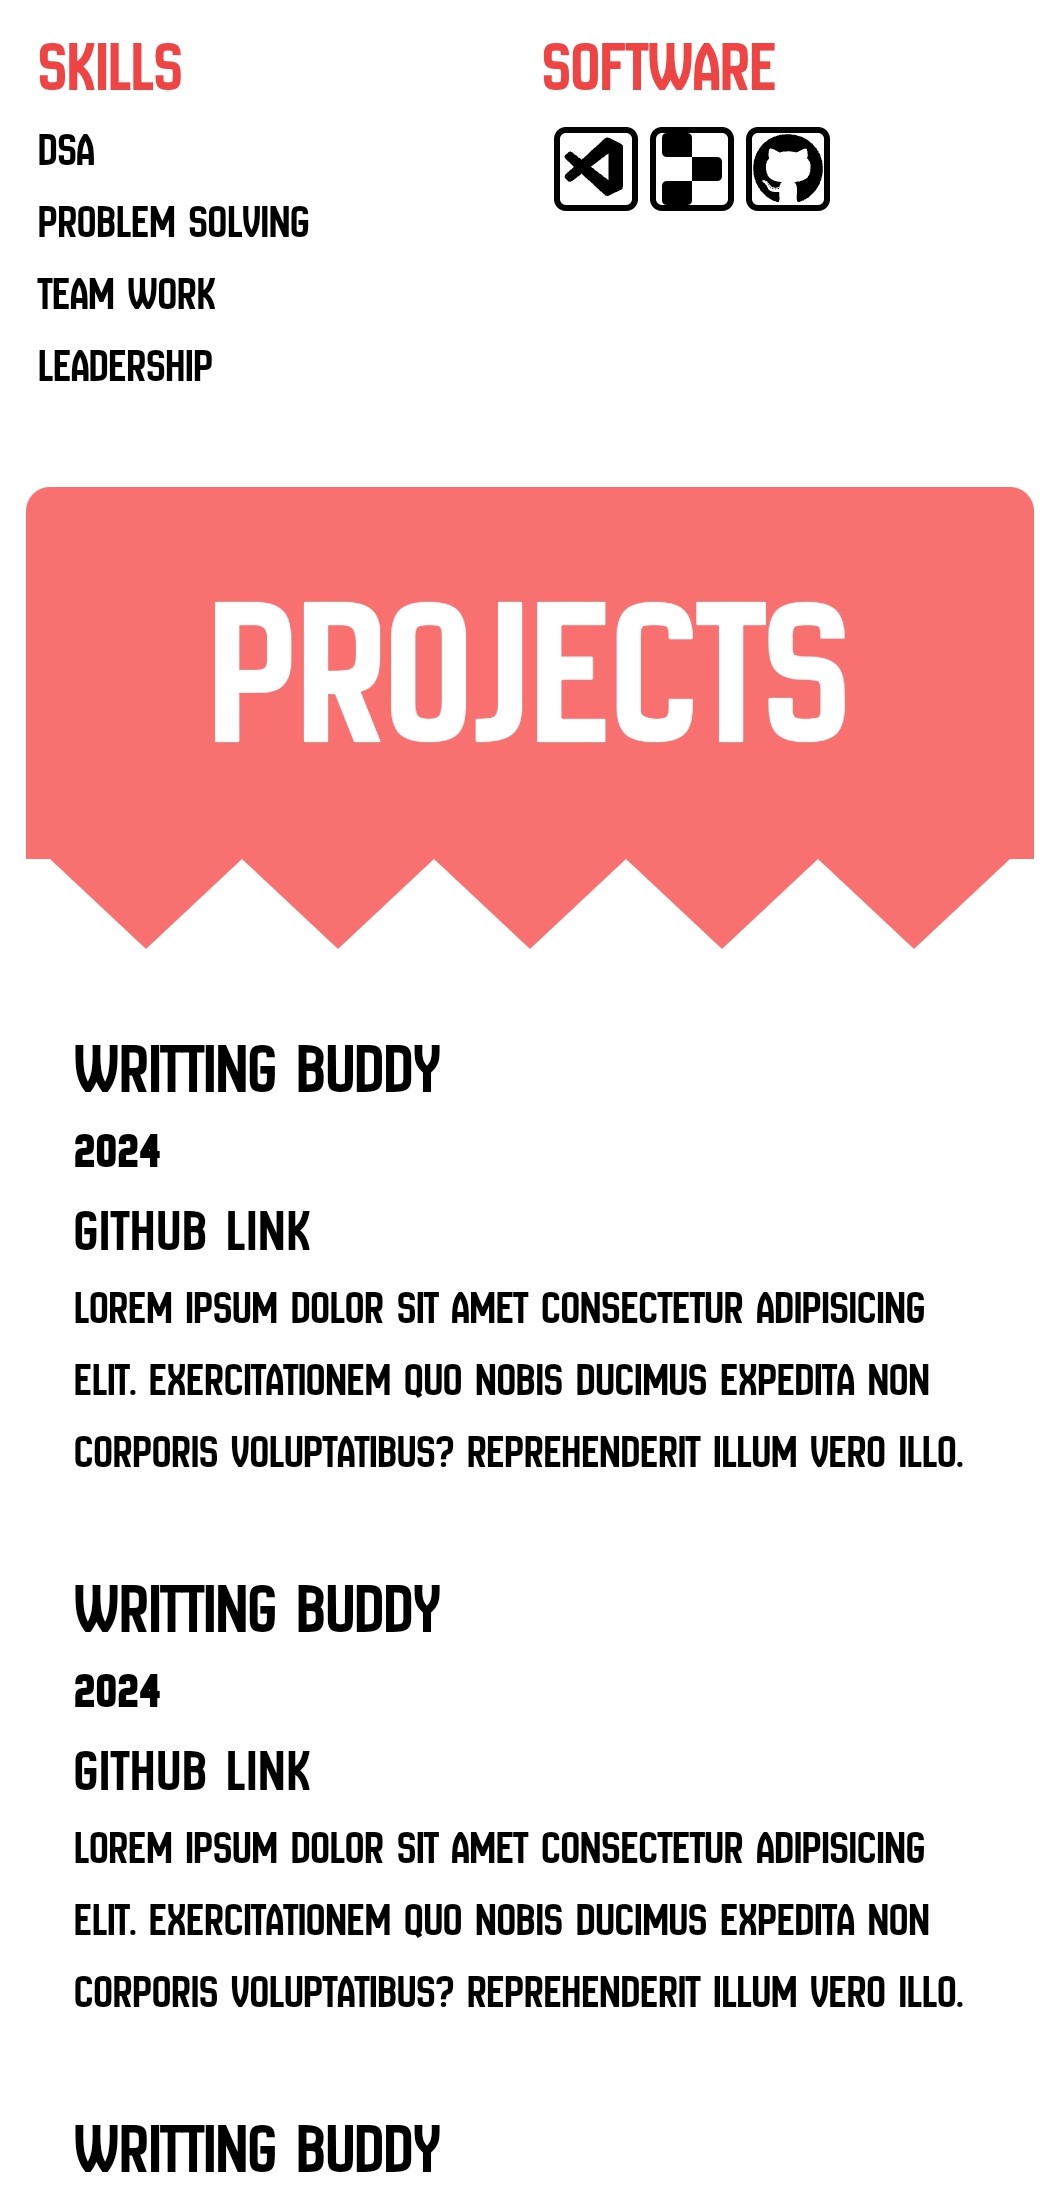 SKILLS
SOFTWARE
DSA
PROBLEM SOLVING
TEAM WORK
LEADERSHIP
PROJECTS
WRITTING BUDDY
2024
GITHUB LINK
LOREM IPSUM DOLOR SIT AMET CONSECTETUR ADIPISICING
ELIT. EXERCITATIONEM QUO NOBIS DUCIMUS EXPEDITA NON
CORPORIS VOLUPTATIBUS? REPREHENDERIT ILLUM VERO ILLO.
WRITTING BUDDY
2024
GITHUB LINK
LOREM IPSUM DOLOR SIT AMET CONSECTETUR ADIPISICING
ELIT. EXERCITATIONEM QUO NOBIS DUCIMUS EXPEDITA NON
CORPORIS VOLUPTATIBUS? REPREHENDERIT ILLUM VERO ILLO.
WRITTING BUDDY